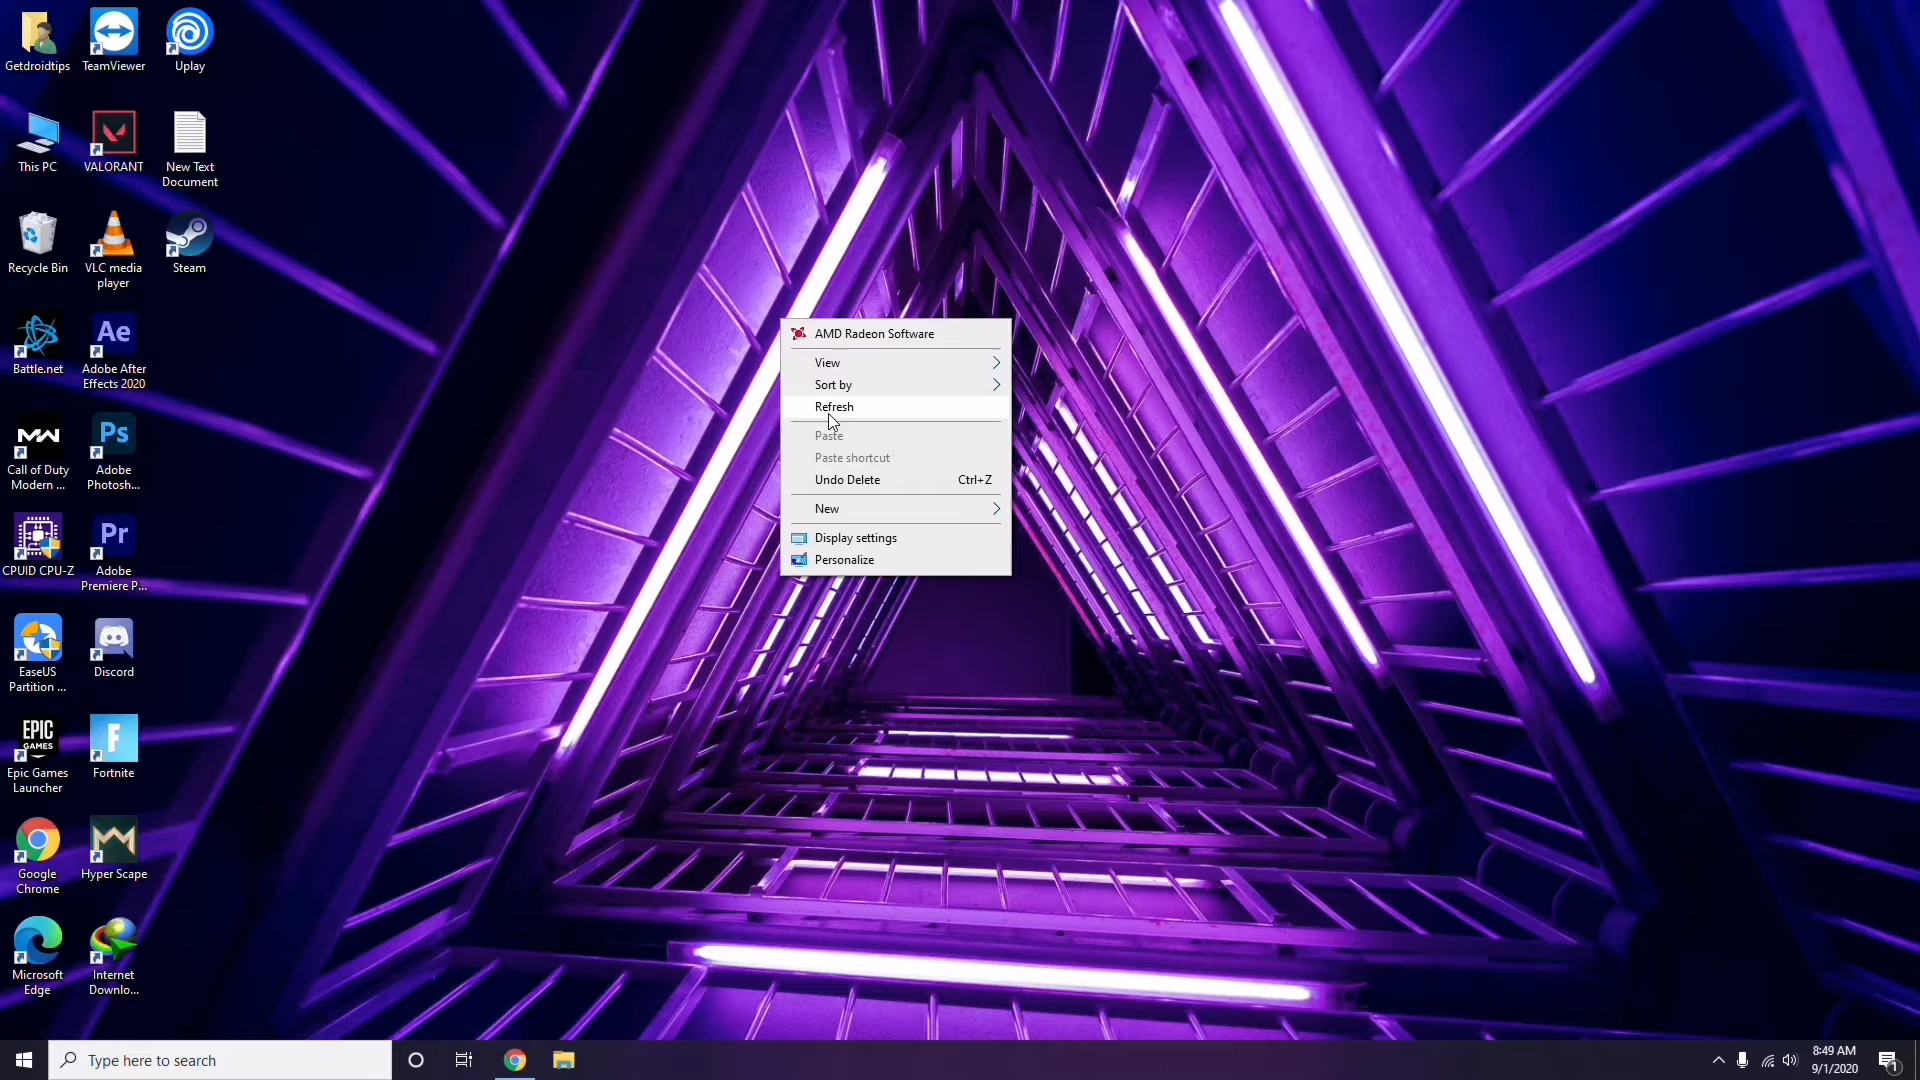 Getdroidtips
TeamViewer
Uplay
This PC
VALORANT
New Text
Document
Recycle Bin
VLC media
player
Steam
Battle.net
Ae
Adobe After
Effects 2020
MW
Call of Duty
Modern ...
Ps
Adobe
Photosh...
CPUID CPU-Z
Pr
Adobe
Premiere P...
EaseUS
Partition ...
Discord
EPIC
GAMES
Epic Games
Launcher
F
Fortnite
Google
Chrome
Hyper Scape
Microsoft
Edge
Internet
Downlo...
AMD Radeon Software
View
Sort by
Refresh
Paste
Paste shortcut
Undo Delete Ctrl+Z
New
Display settings
Personalize
Type here to search
8:49 AM
9/1/2020
1